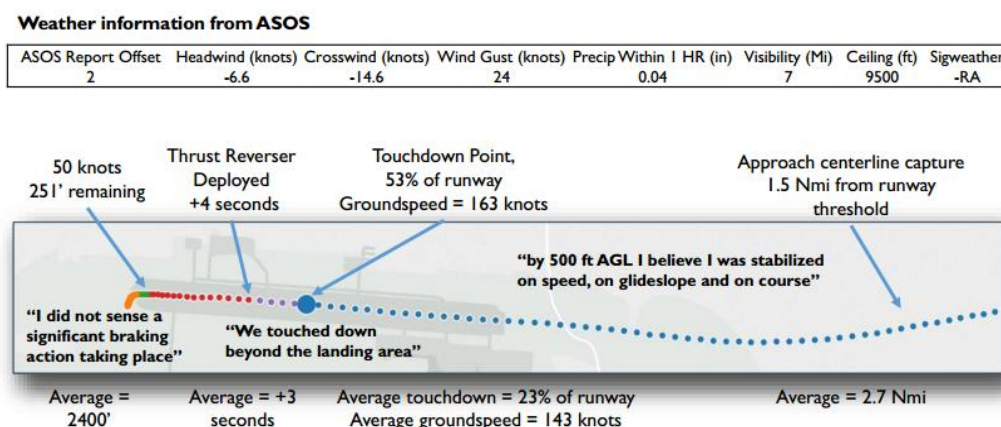 Weather information from ASOS
ASOS Report Offset Headwind (knots) Crosswind (knots) Wind Gust (knots) Precip Within 1 HR (in) Visibility (Mi) Ceiling (ft) Sigweather
2 -6.6 -14.6 24 0.04 7 9500 -RA
50 knots
251' remaining
Thrust Reverser
Deployed
+4 seconds
Touchdown Point,
53% of runway
Groundspeed = 163 knots
Approach centerline capture
1.5 Nmi from runway
threshold
"by 500 ft AGL I believe I was stabilized
on speed, on glideslope and on course"
"I did not sense a
significant braking
action taking place"
"We touched down
beyond the landing area"
Average =
2400'
Average = +3
seconds
Average touchdown = 23% of runway
Average groundspeed = 143 knots
Average = 2.7 Nmi